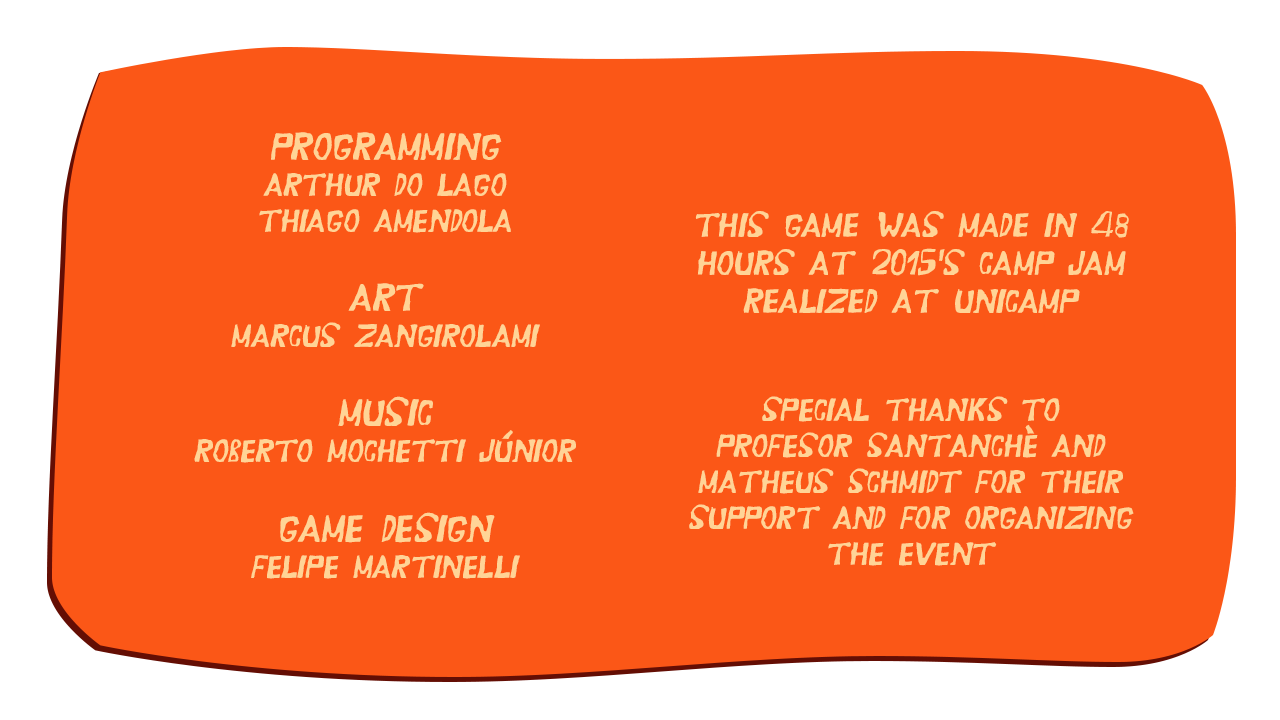 PROGRAMMING
ARTHUR DO LAGO
THIAGO AMENDOLA
ART
MARCUS ZANGIROLAMI
MUSIC
ROBERTO MOCHETTI JÚNIOR
GAME DESIGN
FELIPE MARTINELLI
THIS GAME WAS MADE IN 48
HOURS AT 2015'S CAMP JAM
REALIZED AT UNICAMP
SPECIAL THANKS TO
PROFESOR SANTANCHÈ AND
MATHEUS SCHMIDT FOR THEIR
SUPPORT AND FOR ORGANIZING
THE EVENT